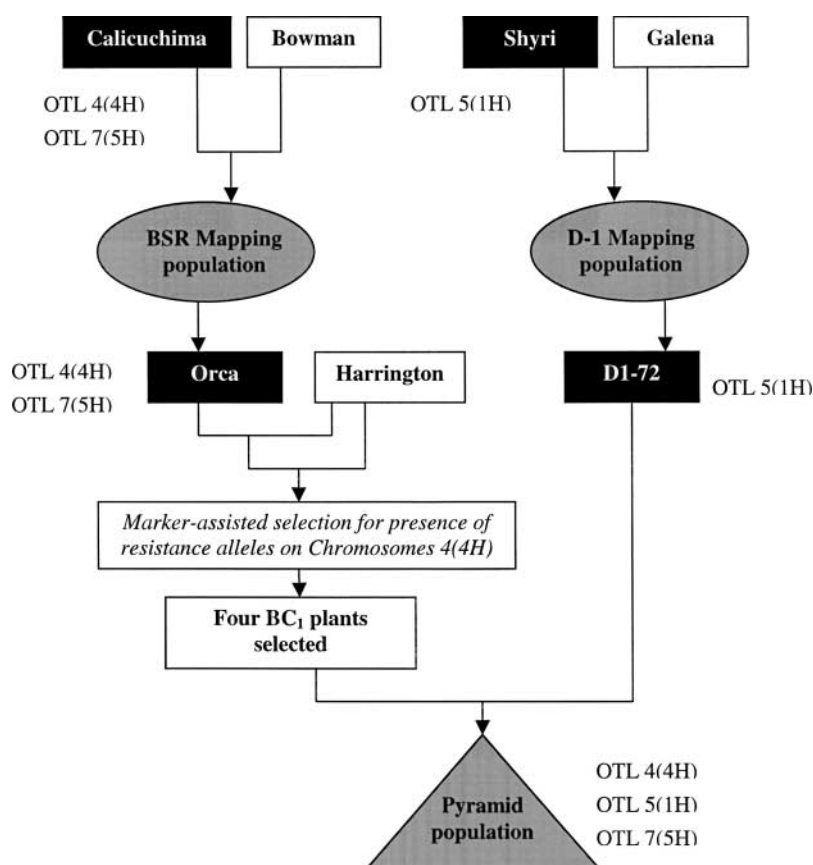 Calicuchima
Bowman
Shyri
Galena
OTL 4(4H)
OTL 7(5H)
OTL 5(1H)
BSR Mapping
population
D-1 Mapping
population
OTL 4(4H)
OTL 7(5H)
Orca
Harrington
D1-72
OTL 5(1H)
Marker-assisted selection for presence of
resistance alleles on Chromosomes 4(4H)
Four BC₁ plants
selected
Pyramid
population
OTL 4(4H)
OTL 5(1H)
OTL 7(5H)